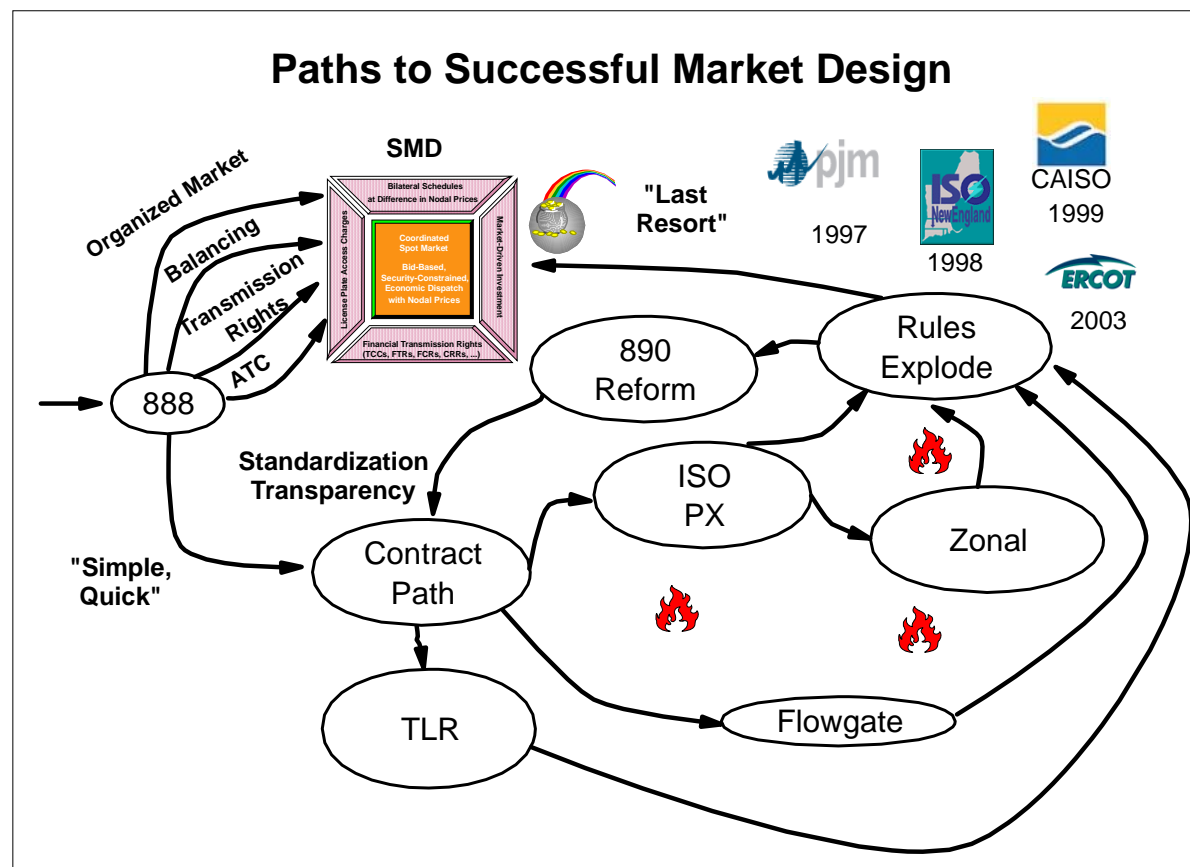 Paths to Successful Market Design
SMD
Organized Market
Balancing
Transmission
Rights
ATC
Bilateral Schedules
at Difference in Nodal Prices
License Plate Access Charges
Coordinated
Spot Market
Bid-Based,
Security-Constrained,
Economic Dispatch
with Nodal Prices
Market-Driven Investment
Financial Transmission Rights
(TCCs, FTRs, FCRs, CRRs, ...)
"Last
Resort"
pjm
1997
ISO
NewEngland
1998
CAISO
1999
ERCOT
2003
888
890
Reform
Rules
Explode
Standardization
Transparency
ISO
PX
Zonal
"Simple,
Quick"
Contract
Path
TLR
Flowgate